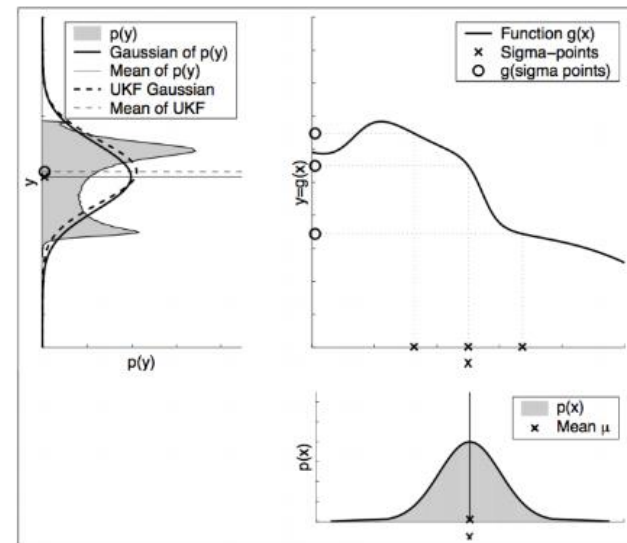 p(y)
Gaussian of p(y)
Mean of p(y)
UKF Gaussian
Mean of UKF
y
p(y)
Function g(x)
Sigma-points
g(sigma points)
y=g(x)
x
p(x)
Mean μ
p(x)
x